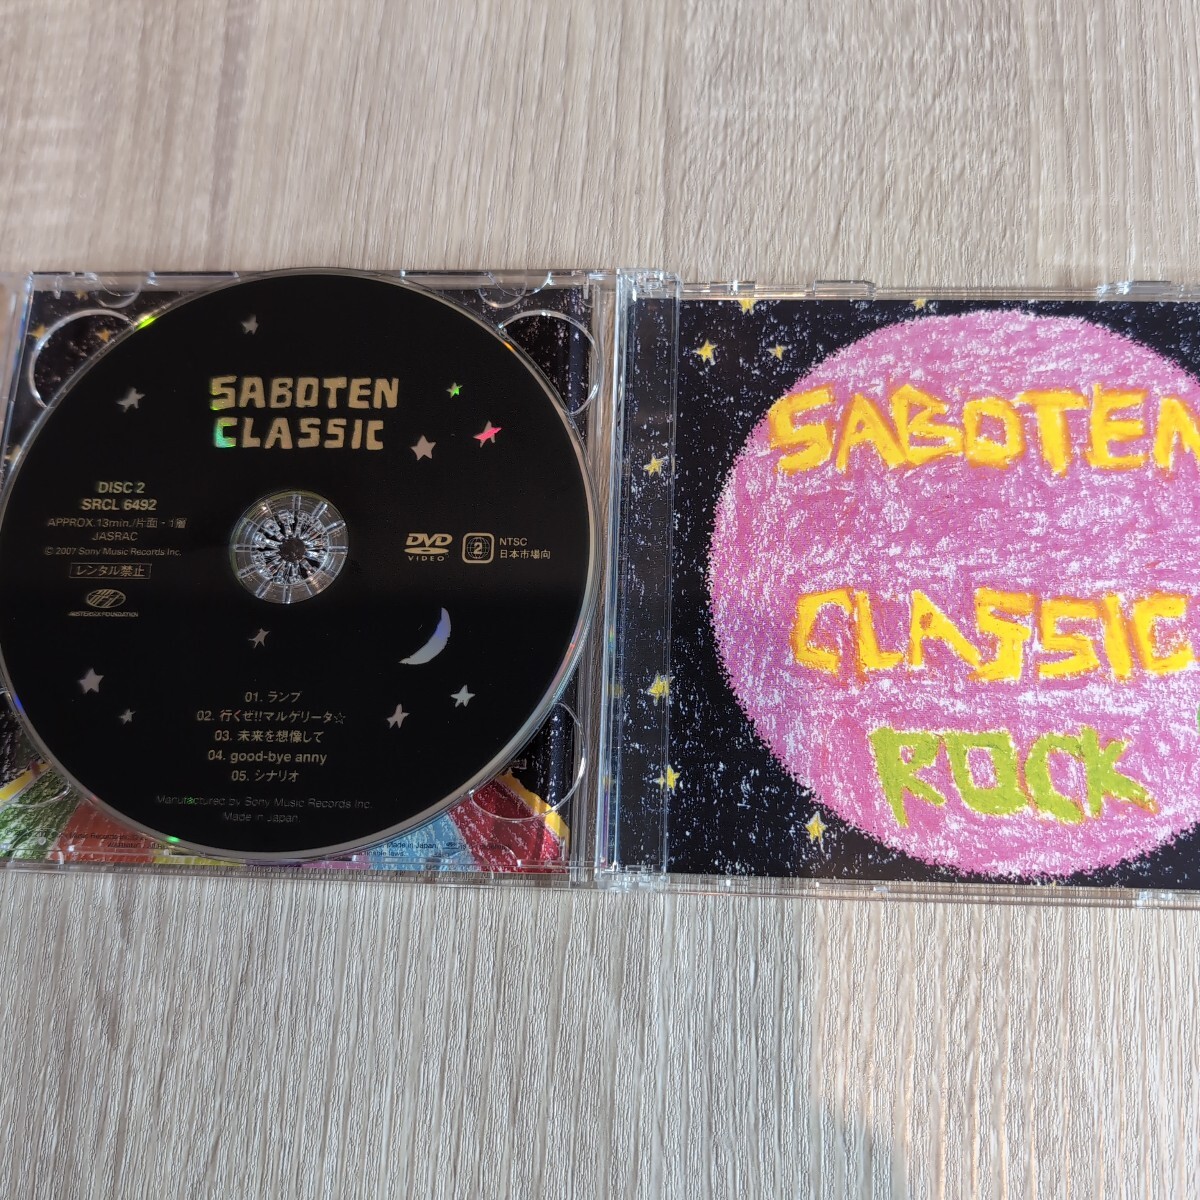 SABOTEN
CLASSIC
DISC 2
SRCL 6492
APPROX.13min./片面・1層
JASRAC
© 2007 Sony Music Records Inc.
レンタル禁止
DVD
VIDEO
2
NTSC
日本市場向
01. ランプ
02. 行くぜ!!マルゲリータ☆
03. 未来を想像して
04. good-bye anny
05. シナリオ
Manufactured by Sony Music Records Inc.
Made in Japan.
SABOTEN
CLASSIC
ROCK